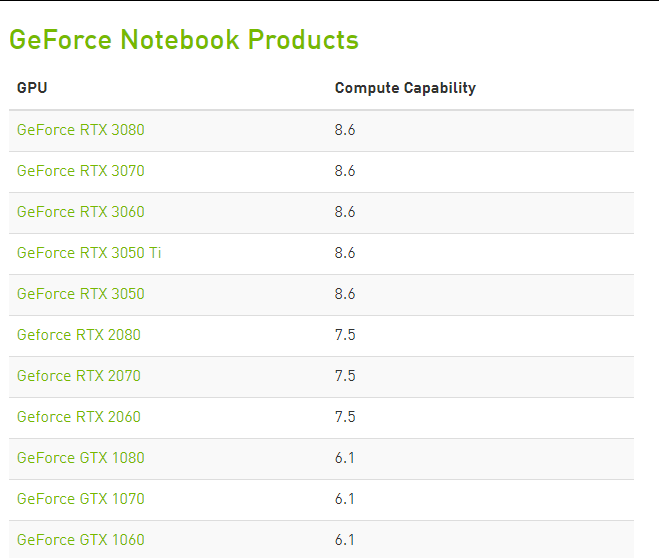 GeForce Notebook Products
GPU Compute Capability
GeForce RTX 3080 8.6
GeForce RTX 3070 8.6
GeForce RTX 3060 8.6
GeForce RTX 3050 Ti 8.6
GeForce RTX 3050 8.6
Geforce RTX 2080 7.5
Geforce RTX 2070 7.5
Geforce RTX 2060 7.5
GeForce GTX 1080 6.1
GeForce GTX 1070 6.1
GeForce GTX 1060 6.1